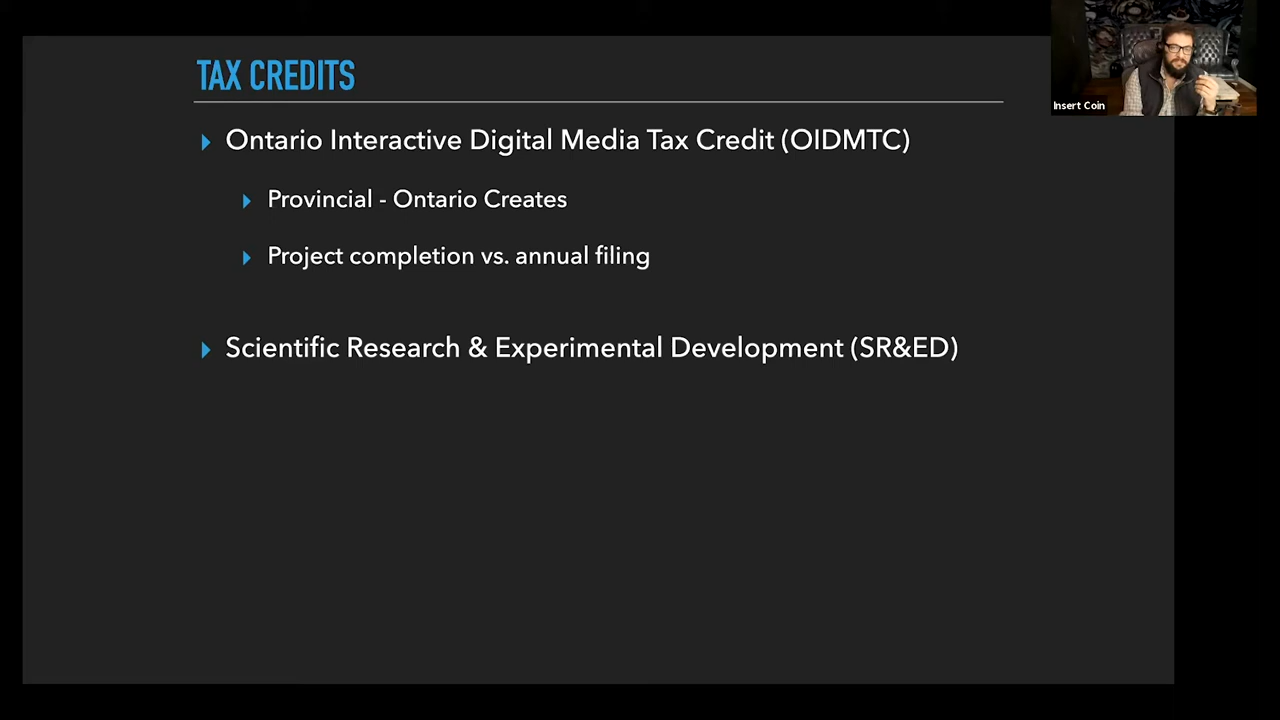 TAX CREDITS
Ontario Interactive Digital Media Tax Credit (OIDMTC)
Provincial - Ontario Creates
Project completion vs. annual filing
Scientific Research & Experimental Development (SR&ED)
Insert Coin